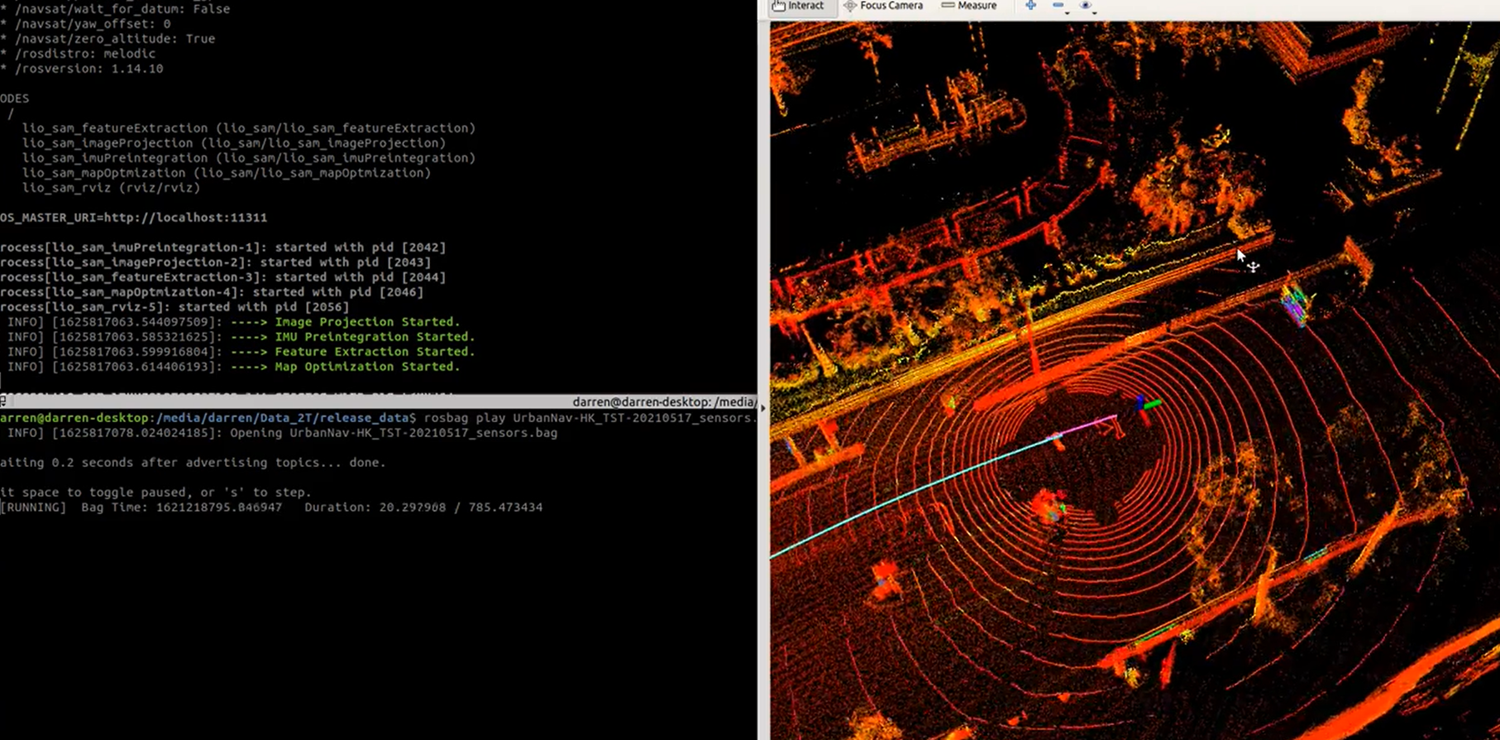 * /navsat/wait_for_datum: False
* /navsat/yaw_offset: 0
* /navsat/zero_altitude: True
* /rosdistro: melodic
* /rosversion: 1.14.10
ODES
/
lio_sam_featureExtraction (lio_sam/lio_sam_featureExtraction)
lio_sam_imageProjection (lio_sam/lio_sam_imageProjection)
lio_sam_imuPreintegration (lio_sam/lio_sam_imuPreintegration)
lio_sam_mapOptmization (lio_sam/lio_sam_mapOptmization)
lio_sam_rviz (rviz/rviz)
OS_MASTER_URI=http://localhost:11311
rocess[lio_sam_imuPreintegration-1]: started with pid [2042]
rocess[lio_sam_imageProjection-2]: started with pid [2043]
rocess[lio_sam_featureExtraction-3]: started with pid [2044]
rocess[lio_sam_mapOptmization-4]: started with pid [2046]
rocess[lio_sam_rviz-5]: started with pid [2056]
INFO] [1625817063.544097509]: ----> Image Projection Started.
INFO] [1625817063.585321625]: ----> IMU Preintegration Started.
INFO] [1625817063.599916804]: ----> Feature Extraction Started.
INFO] [1625817063.614406193]: ----> Map Optimization Started.
darren@darren-desktop: /media/
arren@darren-desktop:/media/darren/Data_2T/release_data$ rosbag play UrbanNav-HK_TST-20210517_sensors.
INFO] [1625817078.024024185]: Opening UrbanNav-HK_TST-20210517_sensors.bag
aiting 0.2 seconds after advertising topics... done.
it space to toggle paused, or 's' to step.
[RUNNING] Bag Time: 1621218795.846947 Duration: 20.297968 / 785.473434
Interact
Focus Camera
Measure